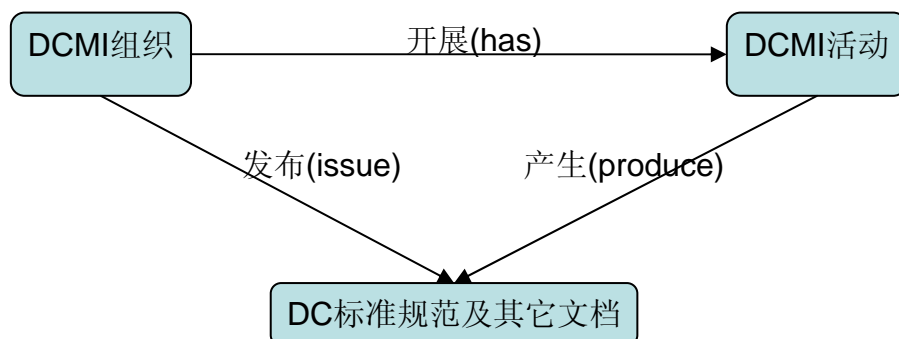 DCMI组织
开展(has)
DCMI活动
发布(issue)
产生(produce)
DC标准规范及其它文档